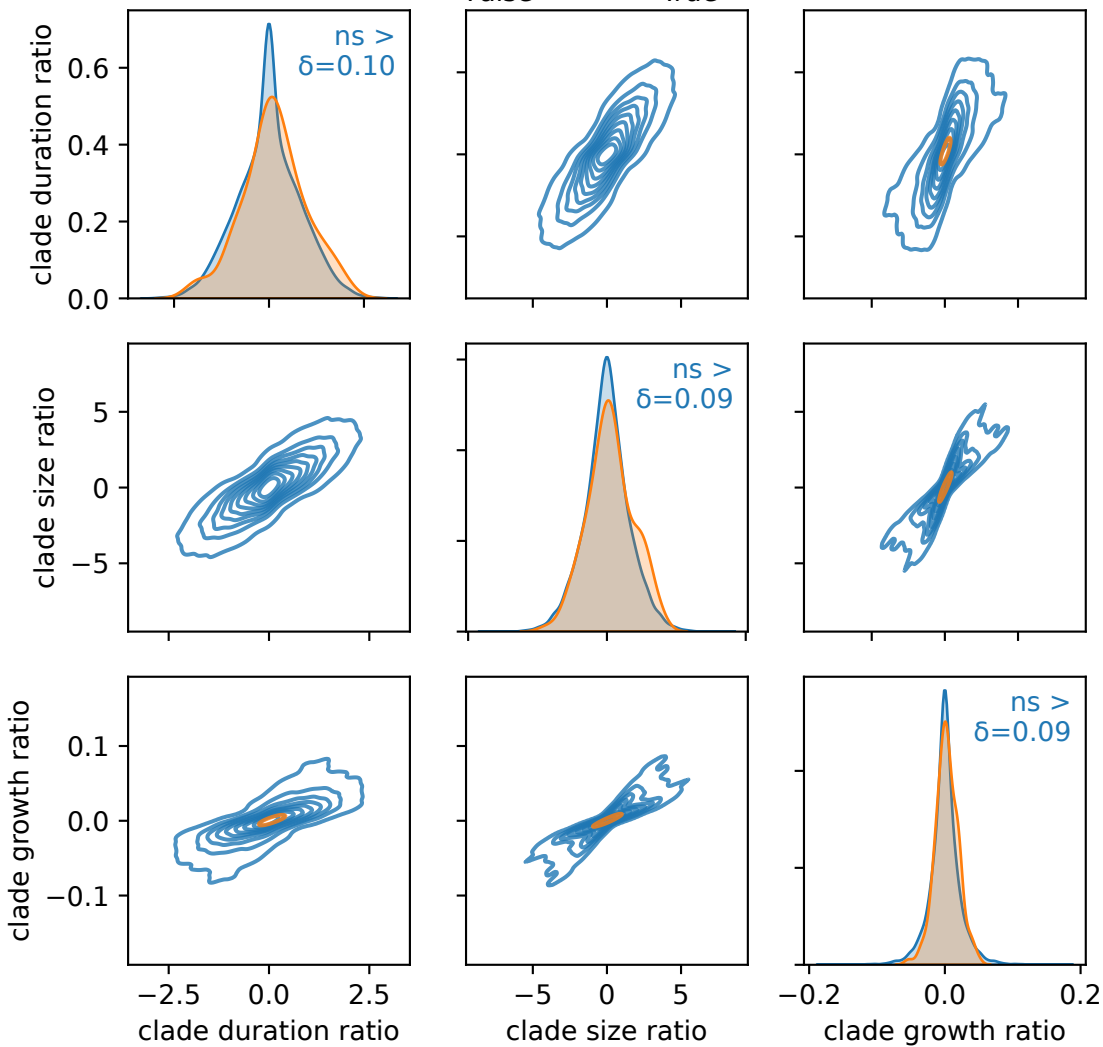 clade duration ratio
0.6
0.4
0.2
0.0
ns >
δ=0.10
clade size ratio
5
0
−5
ns >
δ=0.09
clade growth ratio
0.1
0.0
−0.1
ns >
δ=0.09
−2.5 0.0 2.5
−5 0 5
−0.2 0.0 0.2
clade duration ratio
clade size ratio
clade growth ratio